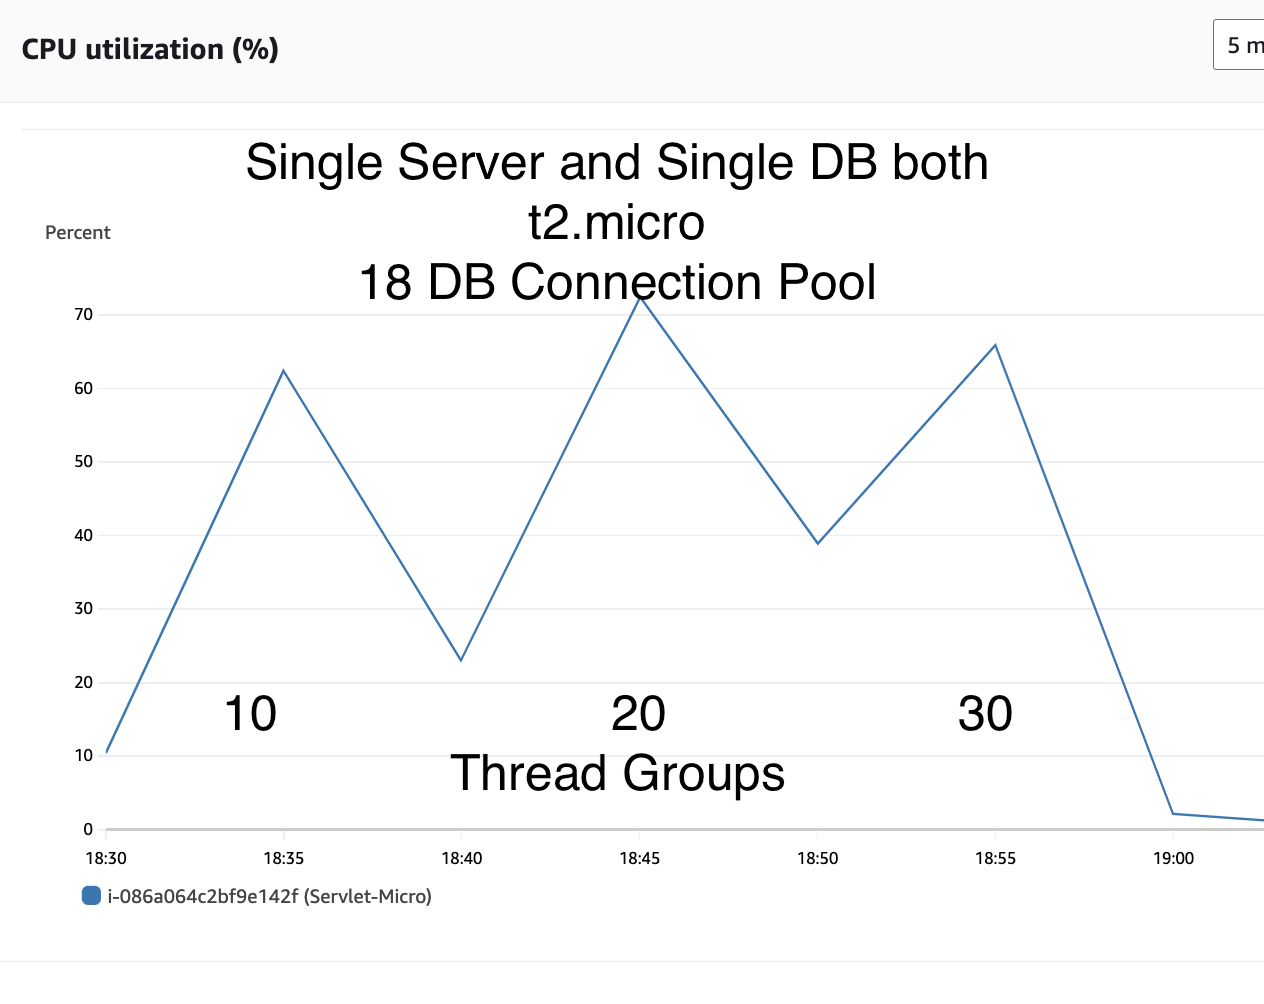 CPU utilization (%)
5 m
Single Server and Single DB both
t2.micro
Percent
18 DB Connection Pool
70
60
50
40
30
20
10 20 30
10
Thread Groups
0
18:30 18:35 18:40 18:45 18:50 18:55 19:00
i-086a064c2bf9e142f (Servlet-Micro)